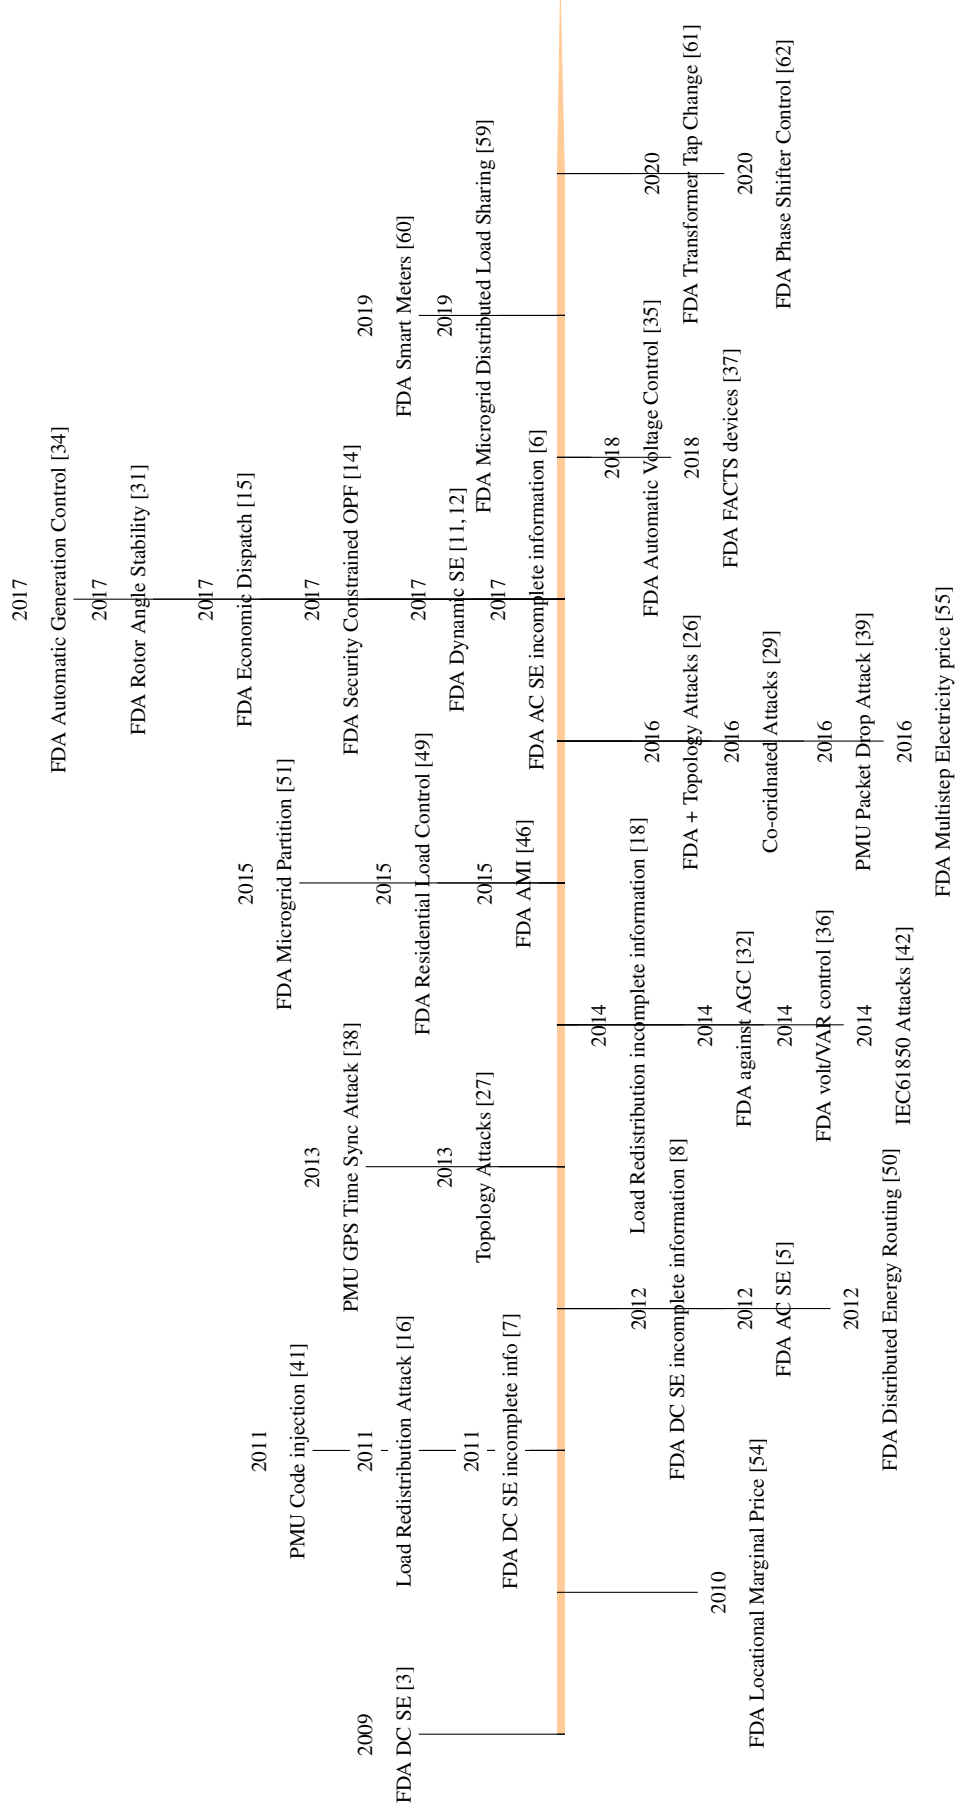 2009
FDA DC SE [3]
2010
FDA Locational Marginal Price [54]
2011
PMU Code injection [41]
2011
Load Redistribution Attack [16]
2011
FDA DC SE incomplete info [7]
2012
FDA DC SE incomplete information [8]
2012
FDA AC SE [5]
2012
FDA Distributed Energy Routing [50]
2013
PMU GPS Time Sync Attack [38]
2013
Topology Attacks [27]
2014
Load Redistribution incomplete information [18]
2014
FDA against AGC [32]
2014
FDA volt/VAR control [36]
2014
IEC61850 Attacks [42]
2015
FDA Microgrid Partition [51]
2015
FDA Residential Load Control [49]
2015
FDA AMI [46]
2016
FDA + Topology Attacks [26]
2016
Co-oridnated Attacks [29]
2016
PMU Packet Drop Attack [39]
2016
FDA Multistep Electricity price [55]
2017
FDA Automatic Generation Control [34]
2017
FDA Rotor Angle Stability [31]
2017
FDA Economic Dispatch [15]
2017
FDA Security Constrained OPF [14]
2017
FDA Dynamic SE [11, 12]
2017
FDA AC SE incomplete information [6]
2018
FDA Automatic Voltage Control [35]
2018
FDA FACTS devices [37]
2019
FDA Smart Meters [60]
2019
FDA Microgrid Distributed Load Sharing [59]
2020
FDA Transformer Tap Change [61]
2020
FDA Phase Shifter Control [62]